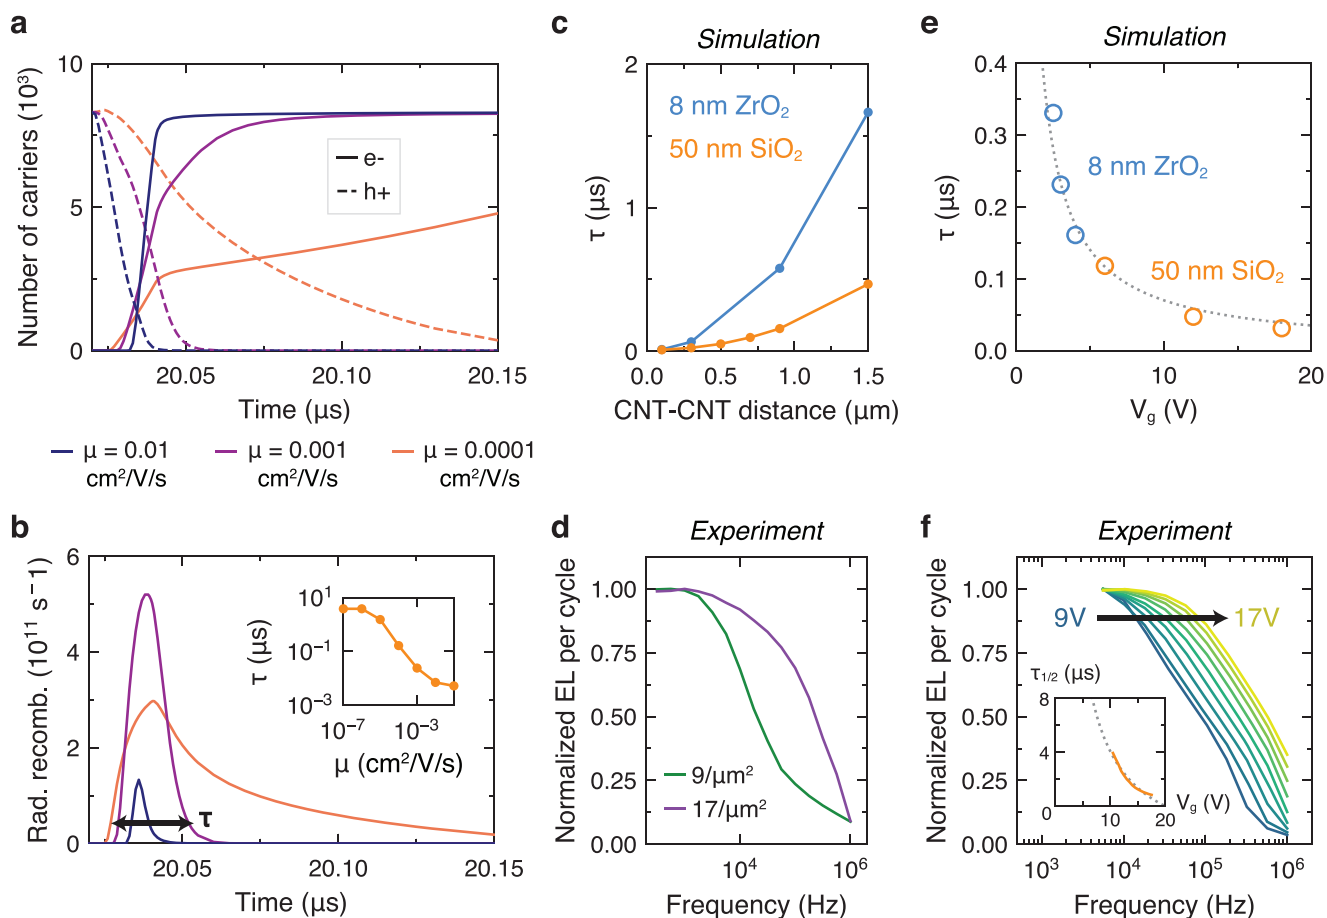 a
10
5
0
Number of carriers (10³)
e-
h+
20.05
20.10
20.15
Time (µs)
µ = 0.01
cm²/V/s
µ = 0.001
cm²/V/s
µ = 0.0001
cm²/V/s
b
6
4
2
0
Rad. recomb. (10¹¹ s−1)
τ
10¹
10⁻¹
10⁻³
τ (µs)
10⁻⁷
10⁻³
µ (cm²/V/s)
20.05
20.10
20.15
Time (µs)
c
Simulation
2
1
0
τ (µs)
8 nm ZrO₂
50 nm SiO₂
0.0
0.5
1.0
1.5
CNT-CNT distance (µm)
d
Experiment
1.00
0.75
0.50
0.25
0.00
Normalized EL per cycle
9/µm²
17/µm²
10⁴
10⁶
Frequency (Hz)
e
Simulation
0.4
0.3
0.2
0.1
0.0
τ (µs)
8 nm ZrO₂
50 nm SiO₂
0
10
20
V₉ (V)
f
Experiment
1.00
0.75
0.50
0.25
0.00
Normalized EL per cycle
9V
17V
τ₁/₂ (µs)
8
4
0
0
10
20
V₉ (V)
10³
10⁴
10⁵
10⁶
Frequency (Hz)